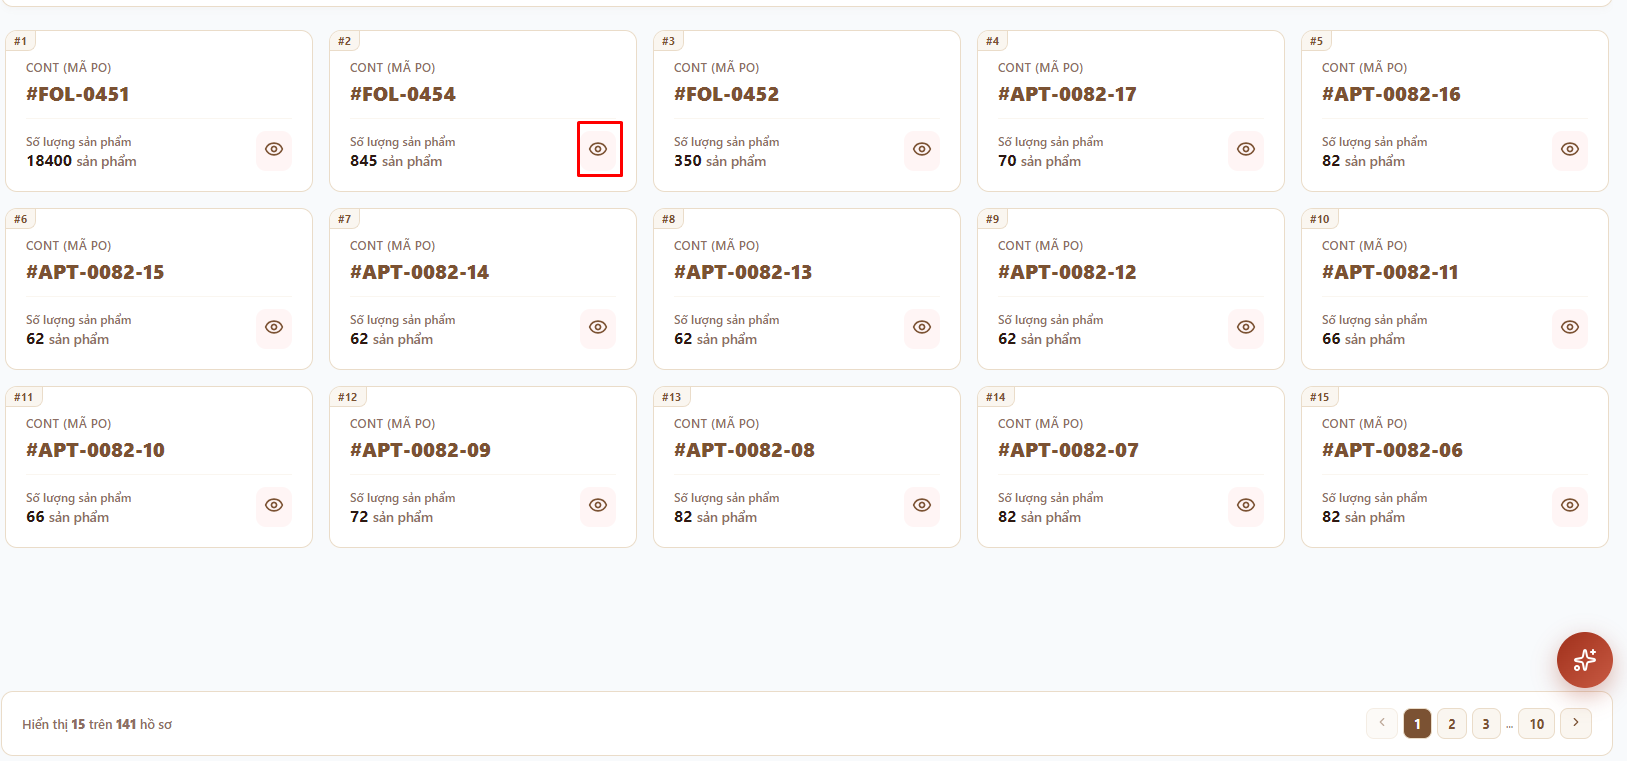 #1
CONT (MÃ PO)
#FOL-0451
Số lượng sản phẩm
18400 sản phẩm
#2
CONT (MÃ PO)
#FOL-0454
Số lượng sản phẩm
845 sản phẩm
#3
CONT (MÃ PO)
#FOL-0452
Số lượng sản phẩm
350 sản phẩm
#4
CONT (MÃ PO)
#APT-0082-17
Số lượng sản phẩm
70 sản phẩm
#5
CONT (MÃ PO)
#APT-0082-16
Số lượng sản phẩm
82 sản phẩm
#6
CONT (MÃ PO)
#APT-0082-15
Số lượng sản phẩm
62 sản phẩm
#7
CONT (MÃ PO)
#APT-0082-14
Số lượng sản phẩm
62 sản phẩm
#8
CONT (MÃ PO)
#APT-0082-13
Số lượng sản phẩm
62 sản phẩm
#9
CONT (MÃ PO)
#APT-0082-12
Số lượng sản phẩm
62 sản phẩm
#10
CONT (MÃ PO)
#APT-0082-11
Số lượng sản phẩm
66 sản phẩm
#11
CONT (MÃ PO)
#APT-0082-10
Số lượng sản phẩm
66 sản phẩm
#12
CONT (MÃ PO)
#APT-0082-09
Số lượng sản phẩm
72 sản phẩm
#13
CONT (MÃ PO)
#APT-0082-08
Số lượng sản phẩm
82 sản phẩm
#14
CONT (MÃ PO)
#APT-0082-07
Số lượng sản phẩm
82 sản phẩm
#15
CONT (MÃ PO)
#APT-0082-06
Số lượng sản phẩm
82 sản phẩm
Hiển thị 15 trên 141 hồ sơ
1 2 3 ... 10